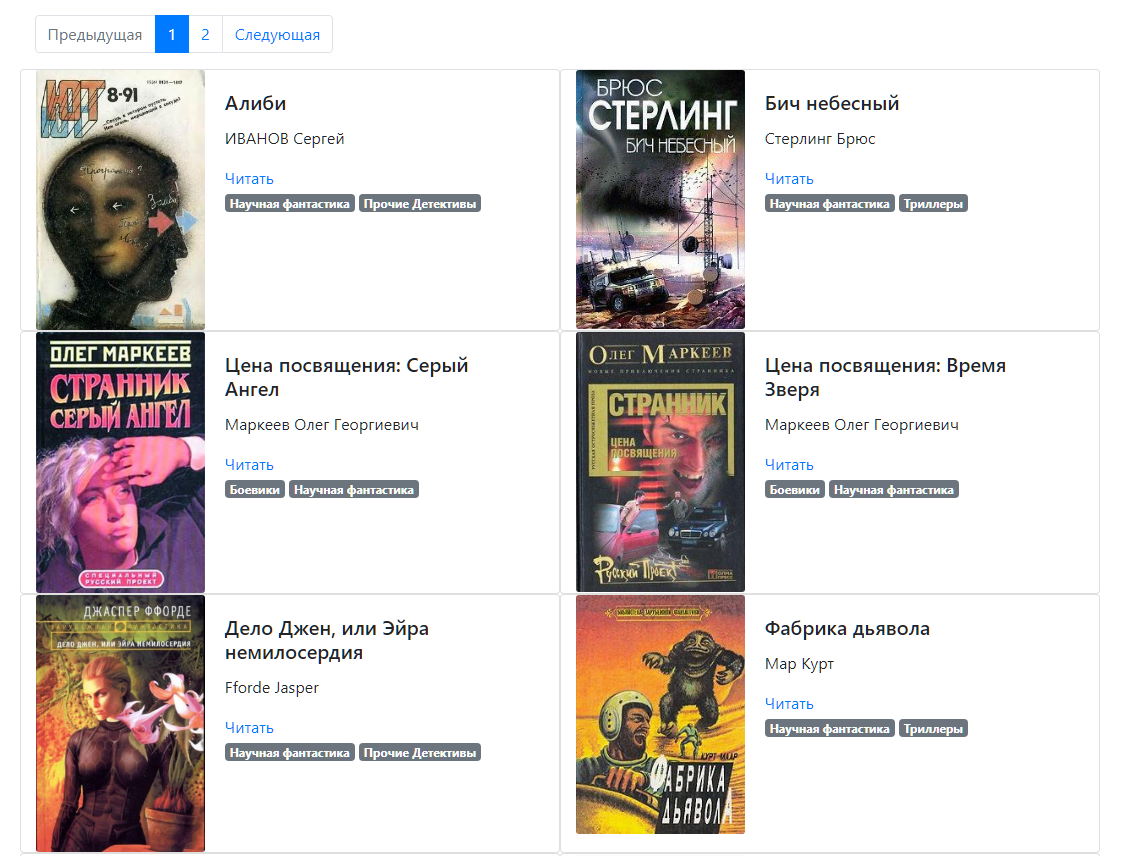 Предыдущая 1 2 Следующая
ЮТ 8•91
Алиби
ИВАНОВ Сергей
Читать
Научная фантастика Прочие Детективы
БРЮС
СТЕРЛИНГ
БИЧ НЕБЕСНЫЙ
Бич небесный
Стерлинг Брюс
Читать
Научная фантастика Триллеры
ОЛЕГ МАРКЕЕВ
СТРАННИК
СЕРЫЙ АНГЕЛ
СПЕЦИАЛЬНЫЙ
РУССКИЙ ПРОЕКТ
Цена посвящения: Серый
Ангел
Маркеев Олег Георгиевич
Читать
Боевики Научная фантастика
ОЛЕГ МАРКЕЕВ
НОВЫЕ ПРИКЛЮЧЕНИЯ СТРАННИКА
СТРАННИК
ЦЕНА
ПОСВЯЩЕНИЯ
Русский Проект
Цена посвящения: Время
Зверя
Маркеев Олег Георгиевич
Читать
Боевики Научная фантастика
ДЖАСПЕР ФФОРДЕ
ДЕЛО ДЖЕН, ИЛИ ЭЙРА НЕМИЛОСЕРДИЯ
Дело Джен, или Эйра
немилосердия
Fforde Jasper
Читать
Научная фантастика Прочие Детективы
КУРТ МААР
ФАБРИКА
ДЬЯВОЛА
Фабрика дьявола
Мар Курт
Читать
Научная фантастика Триллеры